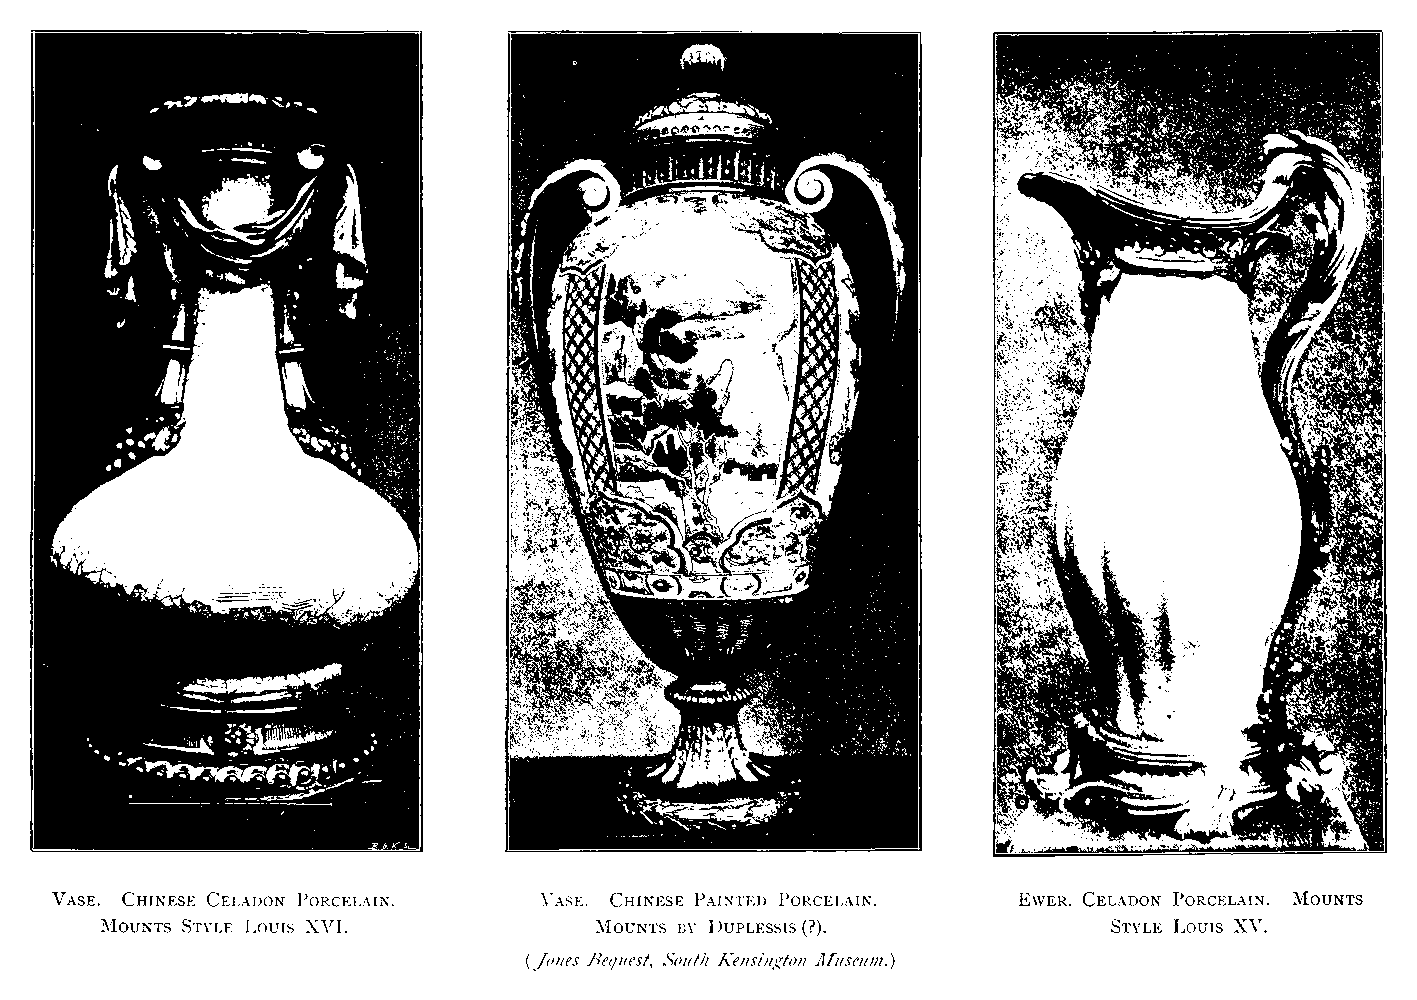 Vase. Chinese Celadon Porcelain.
Mounts Style Louis XVI.
Vase. Chinese Painted Porcelain.
Mounts by Duplessis (?).
(Jones Bequest, South Kensington Museum.)
Ewer. Celadon Porcelain. Mounts
Style Louis XV.